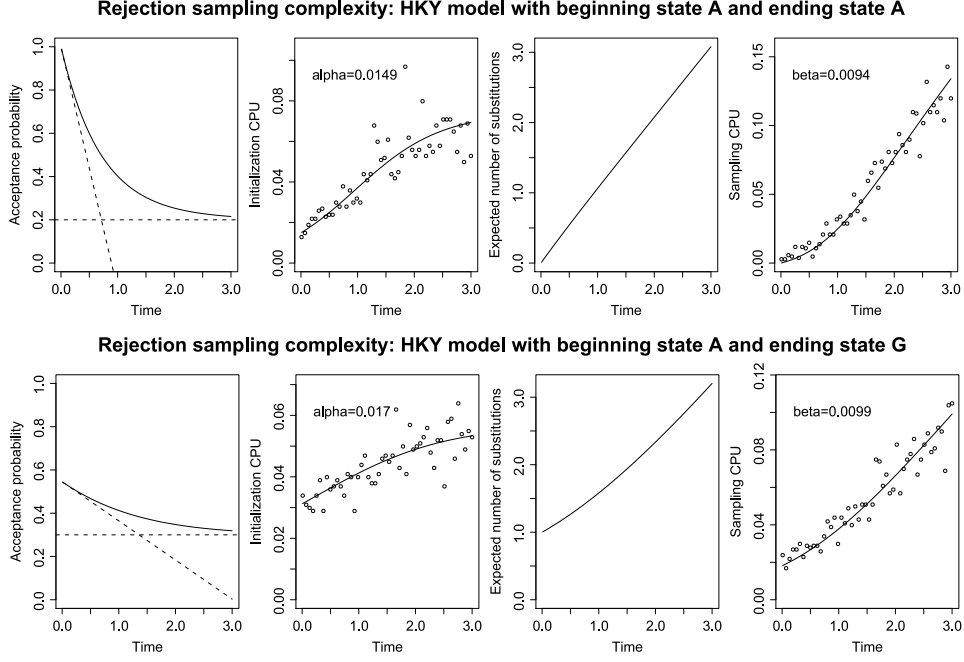 Rejection sampling complexity: HKY model with beginning state A and ending state A
Acceptance probability
0.0 0.2 0.4 0.6 0.8 1.0
0.0 1.0 2.0 3.0
Time
Initialization CPU
0.00 0.04 0.08
alpha=0.0149
0.0 1.0 2.0 3.0
Time
Expected number of substitutions
0.0 1.0 2.0 3.0
0.0 1.0 2.0 3.0
Time
Sampling CPU
0.00 0.05 0.10 0.15
beta=0.0094
0.0 1.0 2.0 3.0
Time
Rejection sampling complexity: HKY model with beginning state A and ending state G
Acceptance probability
0.0 0.2 0.4 0.6 0.8 1.0
0.0 1.0 2.0 3.0
Time
Initialization CPU
0.00 0.02 0.04 0.06
alpha=0.017
0.0 1.0 2.0 3.0
Time
Expected number of substitutions
0.0 1.0 2.0 3.0
0.0 1.0 2.0 3.0
Time
Sampling CPU
0.00 0.04 0.08 0.12
beta=0.0099
0.0 1.0 2.0 3.0
Time